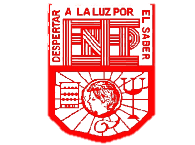 DESPERTAR
A LA LUZ POR
EL SABER
ENP